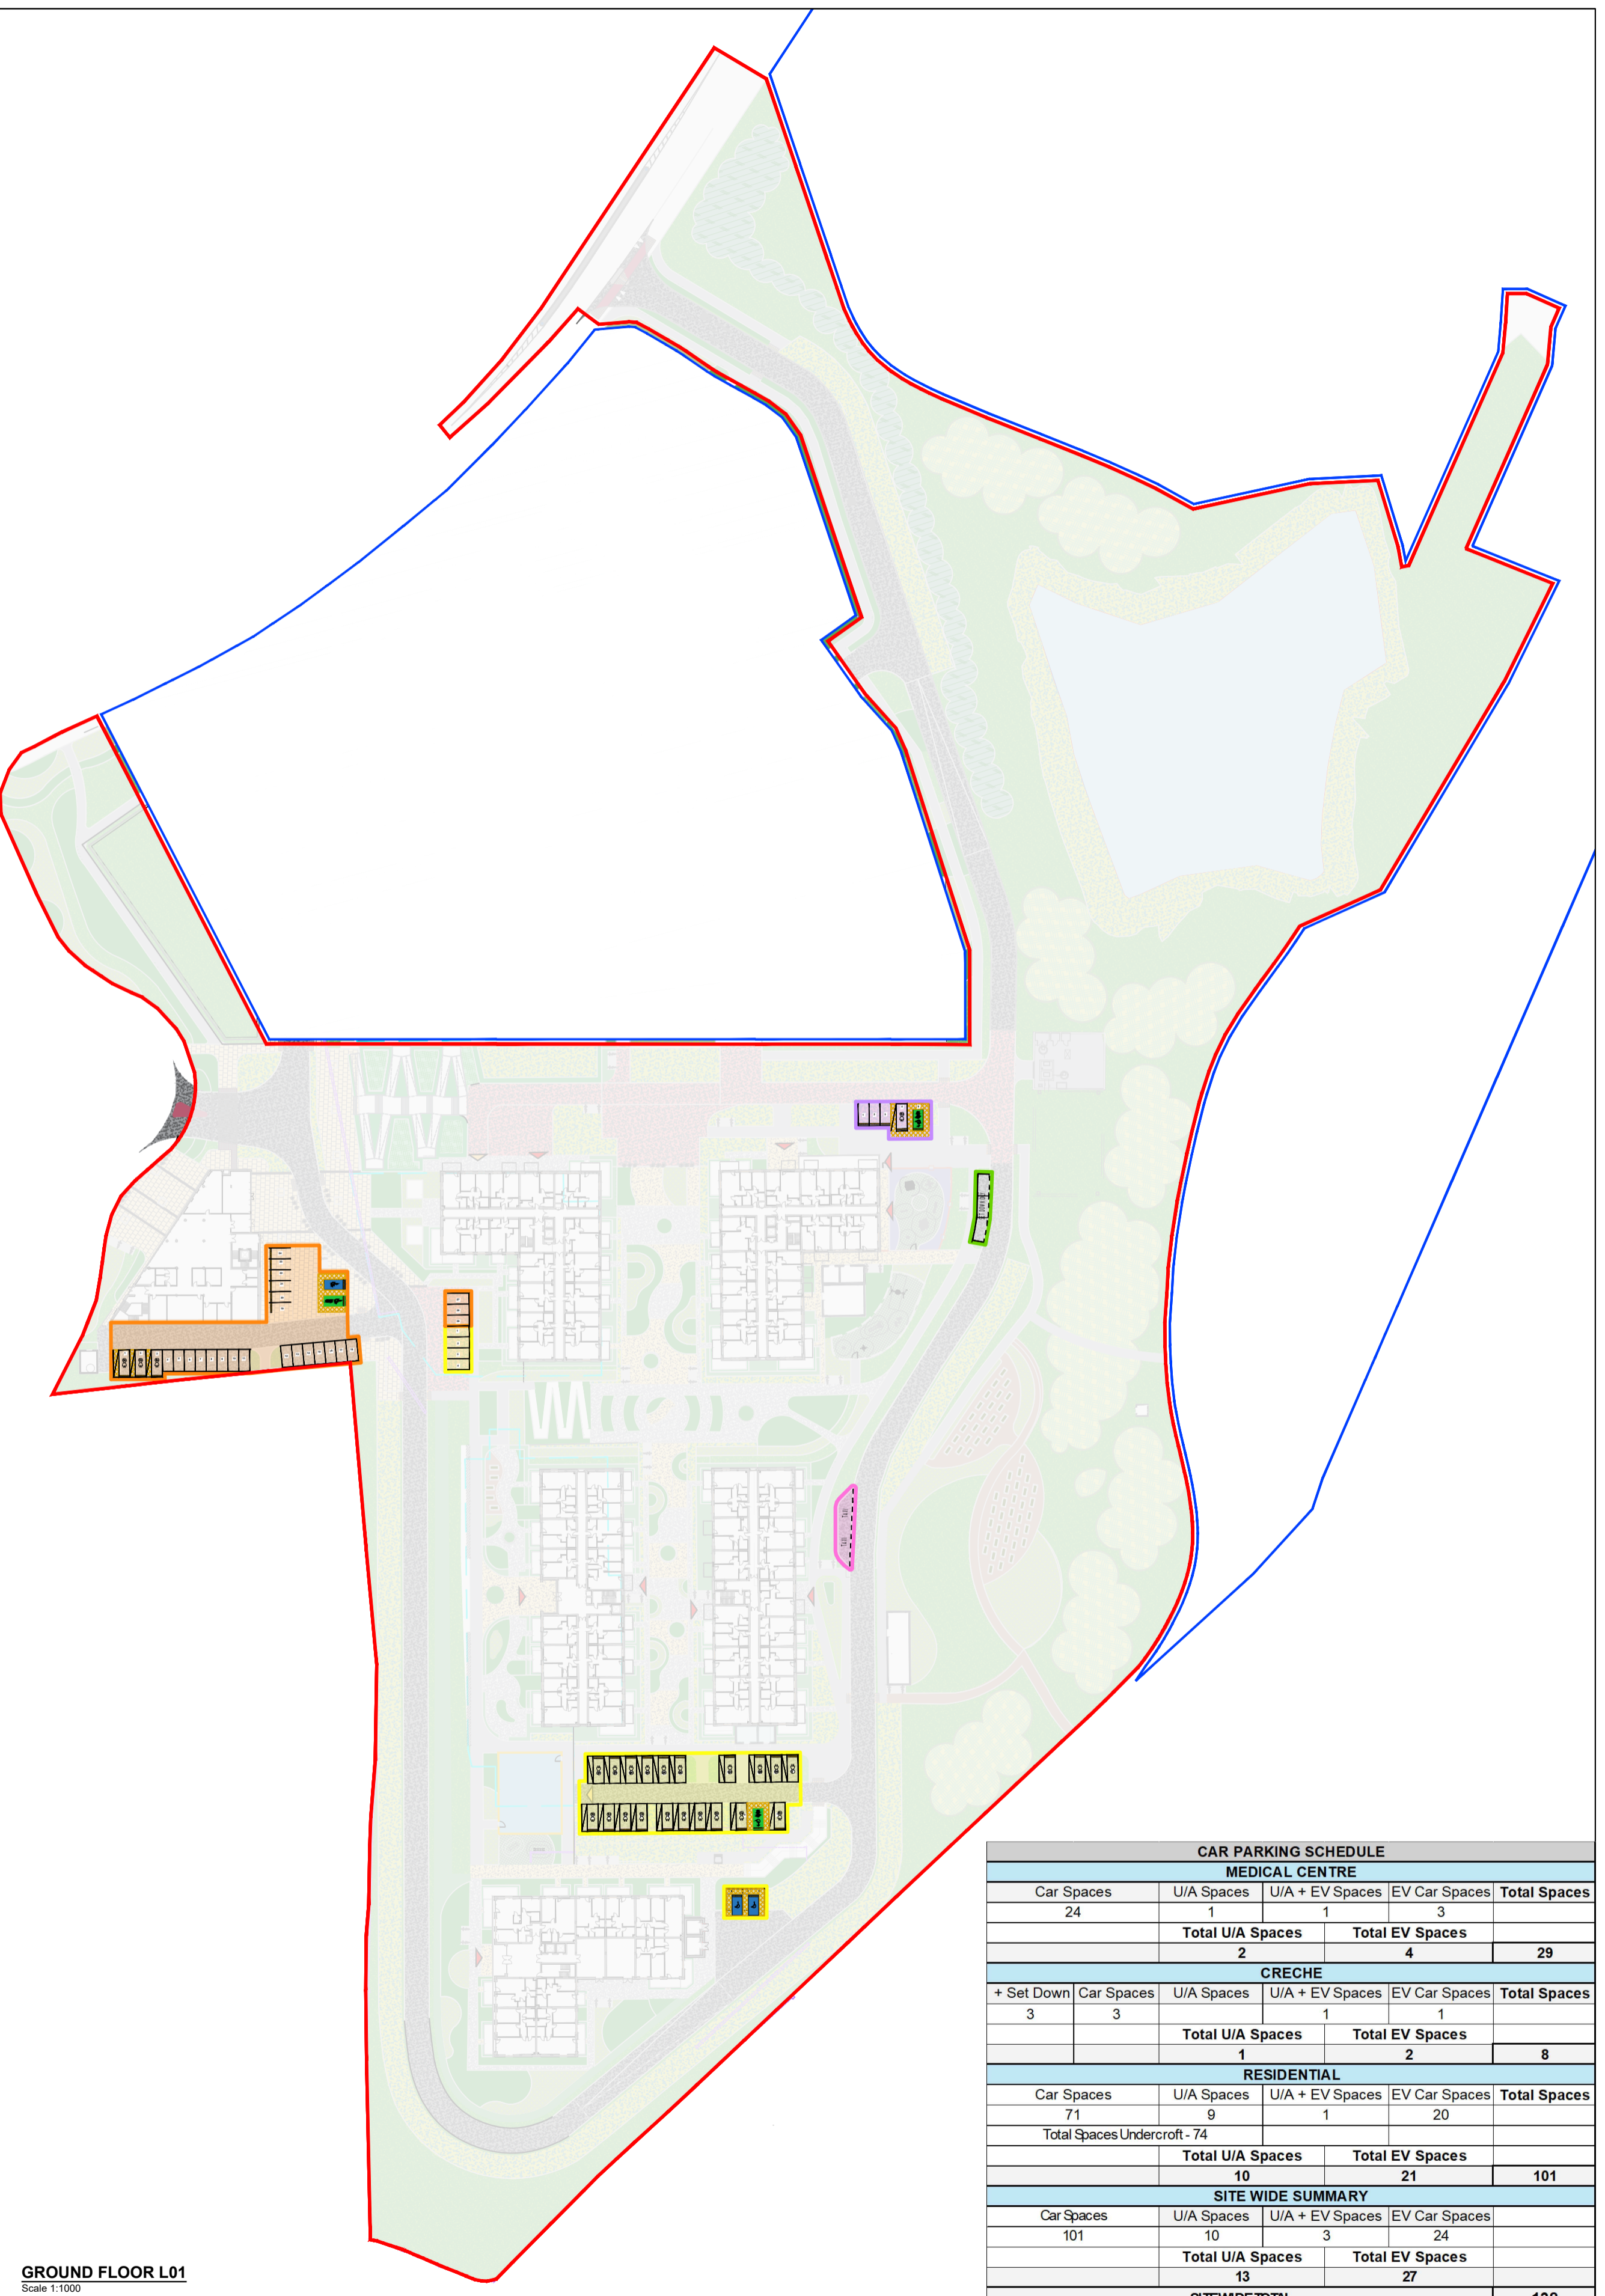 CAR PARKING SCHEDULE
MEDICAL CENTRE
Car Spaces U/A Spaces U/A + EV Spaces EV Car Spaces Total Spaces
24 1 1 3
Total U/A Spaces Total EV Spaces
2 4 29
CRECHE
+ Set Down Car Spaces U/A Spaces U/A + EV Spaces EV Car Spaces Total Spaces
3 3 1 1
Total U/A Spaces Total EV Spaces
1 2 8
RESIDENTIAL
Car Spaces U/A Spaces U/A + EV Spaces EV Car Spaces Total Spaces
71 9 1 20
Total Spaces Undercroft - 74
Total U/A Spaces Total EV Spaces
10 21 101
SITE WIDE SUMMARY
Car Spaces U/A Spaces U/A + EV Spaces EV Car Spaces
101 10 3 24
Total U/A Spaces Total EV Spaces
13 27
SITEWIDE TOTAL 138
GROUND FLOOR L01
Scale 1:1000